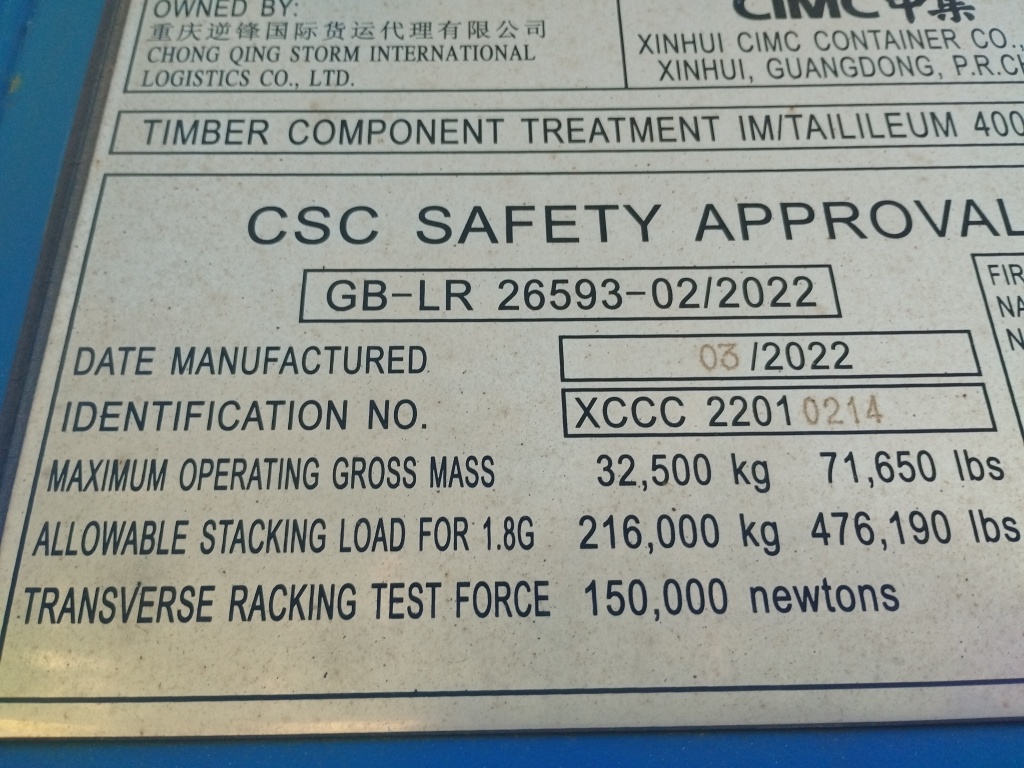 OWNED BY:
重庆逆锋国际货运代理有限公司
CHONG QING STORM INTERNATIONAL
LOGISTICS CO., LTD.
CIMC 中集
XINHUI CIMC CONTAINER CO.,
XINHUI, GUANGDONG, P.R.CH
TIMBER COMPONENT TREATMENT IM/TAILILEUM 400
CSC SAFETY APPROVAL
GB-LR 26593-02/2022
FIR
NA
N
DATE MANUFACTURED 03/2022
IDENTIFICATION NO. XCCC 22010214
MAXIMUM OPERATING GROSS MASS 32,500 kg 71,650 lbs
ALLOWABLE STACKING LOAD FOR 1.8G 216,000 kg 476,190 lbs
TRANSVERSE RACKING TEST FORCE 150,000 newtons